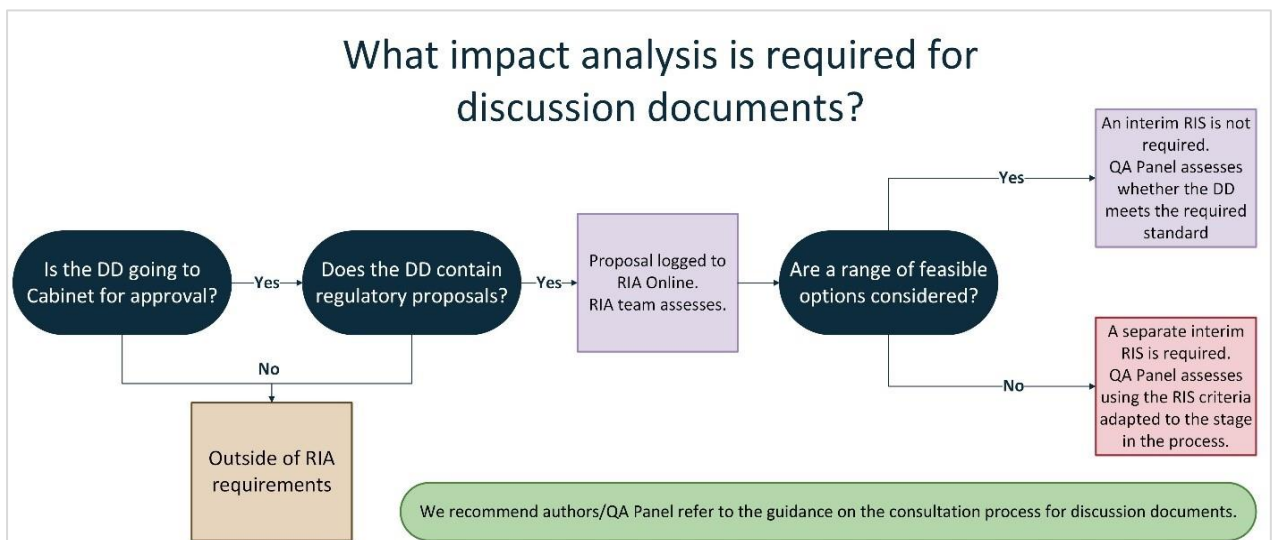 What impact analysis is required for
discussion documents?
Is the DD going to
Cabinet for approval?
Yes
Does the DD contain
regulatory proposals?
Yes
Proposal logged to
RIA Online.
RIA team assesses.
Are a range of feasible
options considered?
Yes
An interim RIS is not
required.
QA Panel assesses
whether the DD
meets the required
standard
No
A separate interim
RIS is required.
QA Panel assesses
using the RIS criteria
adapted to the stage
in the process.
No
Outside of RIA
requirements
We recommend authors/QA Panel refer to the guidance on the consultation process for discussion documents.